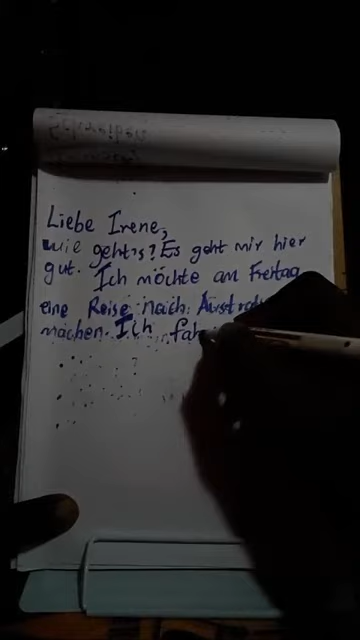 Liebe Irene,
wie geht's? Es geht mir hier
gut. Ich möchte am Freitag
eine Reise nach
machen. Ich fah